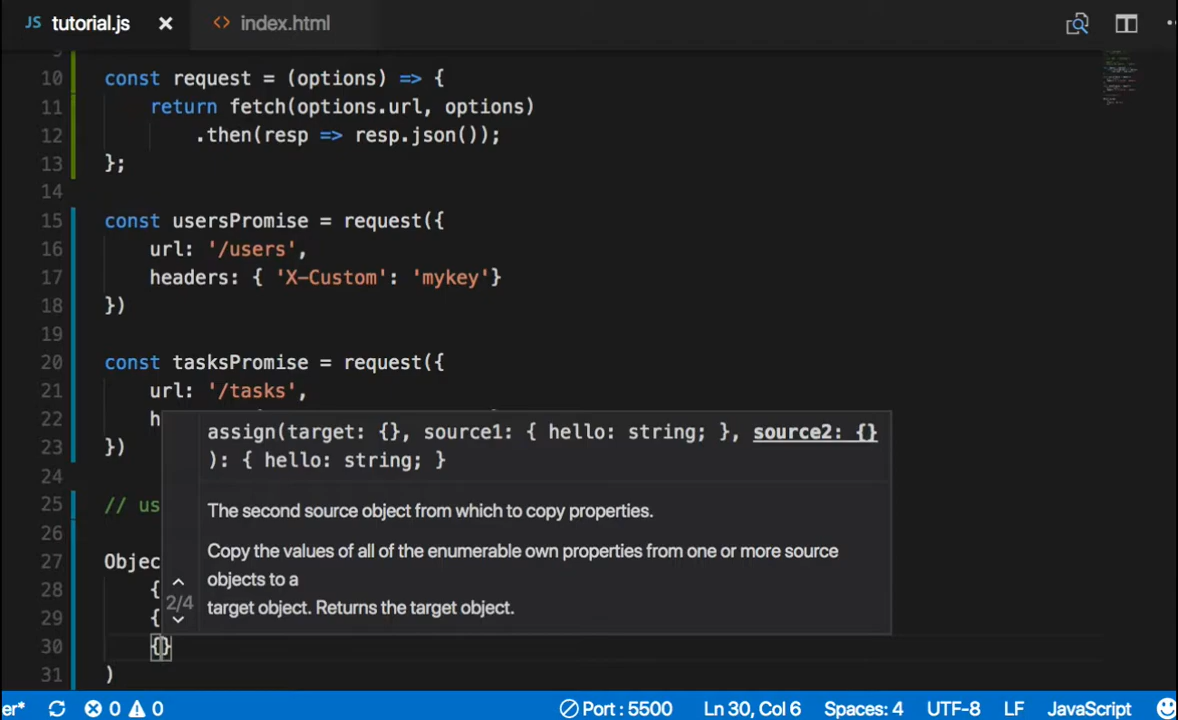 JS tutorial.js × <> index.html
9
10 const request = (options) => {
11 return fetch(options.url, options)
12 .then(resp => resp.json());
13 };
14
15 const usersPromise = request({
16 url: '/users',
17 headers: { 'X-Custom': 'mykey'}
18 })
19
20 const tasksPromise = request({
21 url: '/tasks',
22 h
23 })
24
25 // us
26
27 Objec
28 {
29 {
30 {}
31 )
assign(target: {}, source1: { hello: string; }, source2: {}
): { hello: string; }
The second source object from which to copy properties.
Copy the values of all of the enumerable own properties from one or more source
objects to a
2/4
target object. Returns the target object.
er* 0 0 Port : 5500 Ln 30, Col 6 Spaces: 4 UTF-8 LF JavaScript